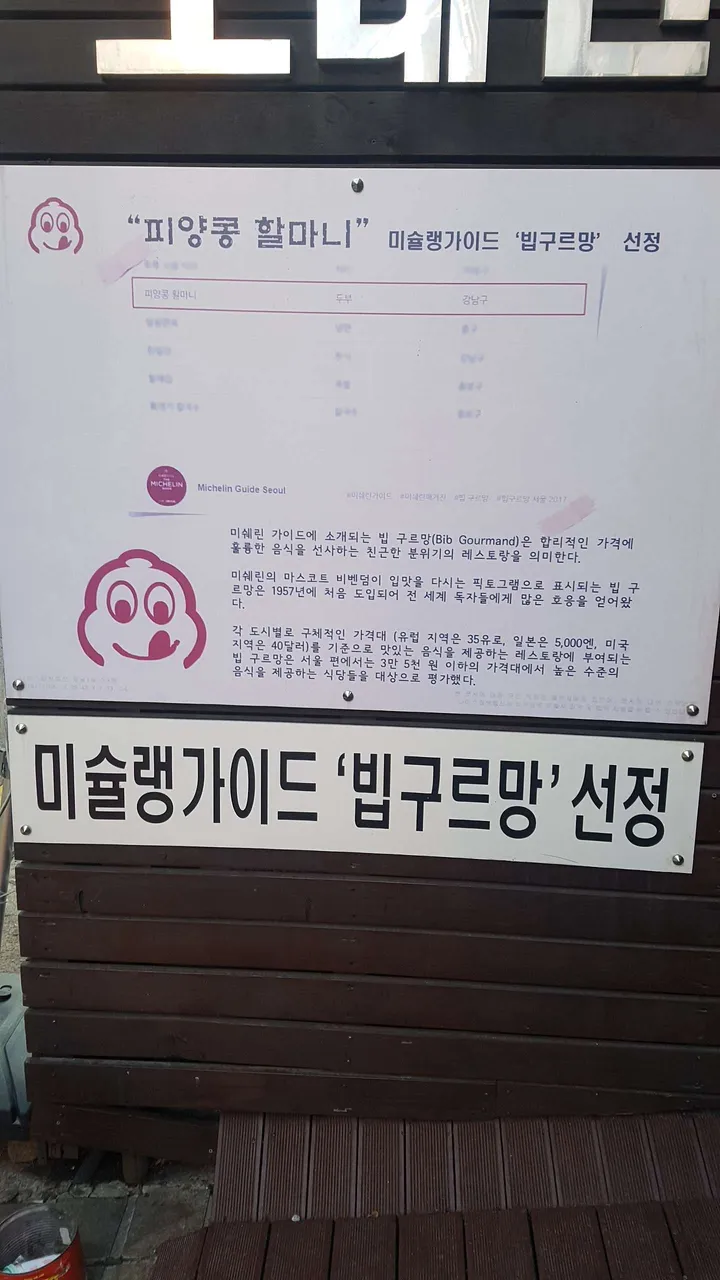 "피양콩 할마니" 미슐랭가이드 '빕구르망' 선정
피양콩 할마니 두부 강남구
MICHELIN
Michelin Guide Seoul
#미쉐린가이드 #빕 구르망
미쉐린 가이드에 소개되는 빕 구르망(Bib Gourmand)은 합리적인 가격에
훌륭한 음식을 선사하는 친근한 분위기의 레스토랑을 의미한다.
미쉐린의 마스코트 비벤덤이 입맛을 다시는 픽토그램으로 표시되는 빕 구
르망은 1957년에 처음 도입되어 전 세계 독자들에게 많은 호응을 얻어왔
다.
각 도시별로 구체적인 가격대 (유럽 지역은 35유로, 일본은 5,000엔, 미국
지역은 40달러)를 기준으로 맛있는 음식을 제공하는 레스토랑에 부여되는
빕 구르망은 서울 편에서는 3만 5천 원 이하의 가격대에서 높은 수준의
음식을 제공하는 식당들을 대상으로 평가했다.
미슐랭가이드 '빕구르망' 선정